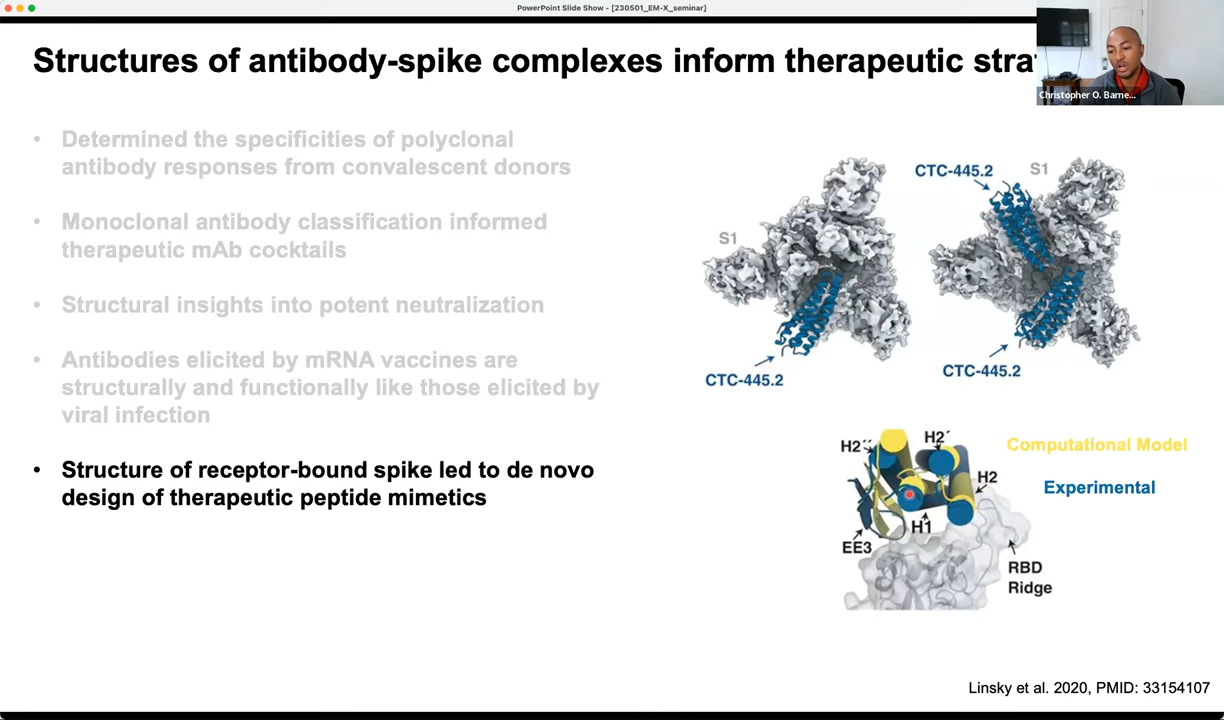 PowerPoint Slide Show - [230501_EM-X_seminar]
Structures of antibody-spike complexes inform therapeutic stra
Christopher O. Barne...
• Determined the specificities of polyclonal
antibody responses from convalescent donors
• Monoclonal antibody classification informed
therapeutic mAb cocktails
• Structural insights into potent neutralization
• Antibodies elicited by mRNA vaccines are
structurally and functionally like those elicited by
viral infection
• Structure of receptor-bound spike led to de novo
design of therapeutic peptide mimetics
S1
CTC-445.2
CTC-445.2
S1
CTC-445.2
H2´´
H2´
H2
H1
EE3
RBD
Ridge
Computational Model
Experimental
Linsky et al. 2020, PMID: 33154107